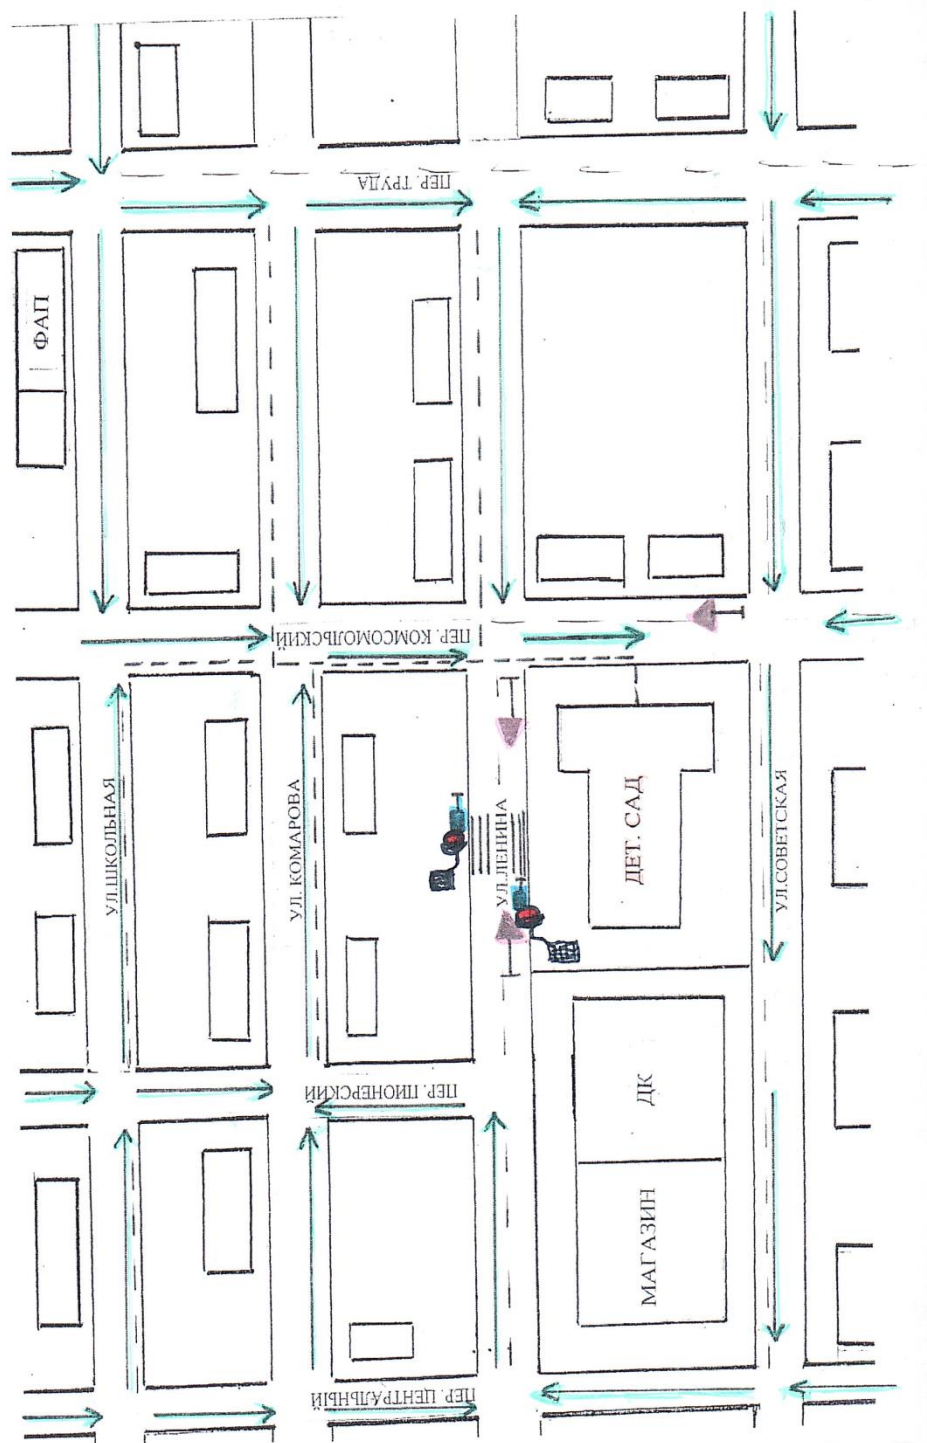 ПЕР. ТРУДА
ФАП
ПЕР. КОМСОМОЛЬСКИЙ
УЛ.ШКОЛЬНАЯ
УЛ. КОМАРОВА
УЛ.ЛЕНИНА
ДЕТ. САД
УЛ.СОВЕТСКАЯ
ПЕР. ПИОНЕРСКИЙ
ДК
МАГАЗИН
ПЕР. ЦЕНТРАЛЬНЫЙ